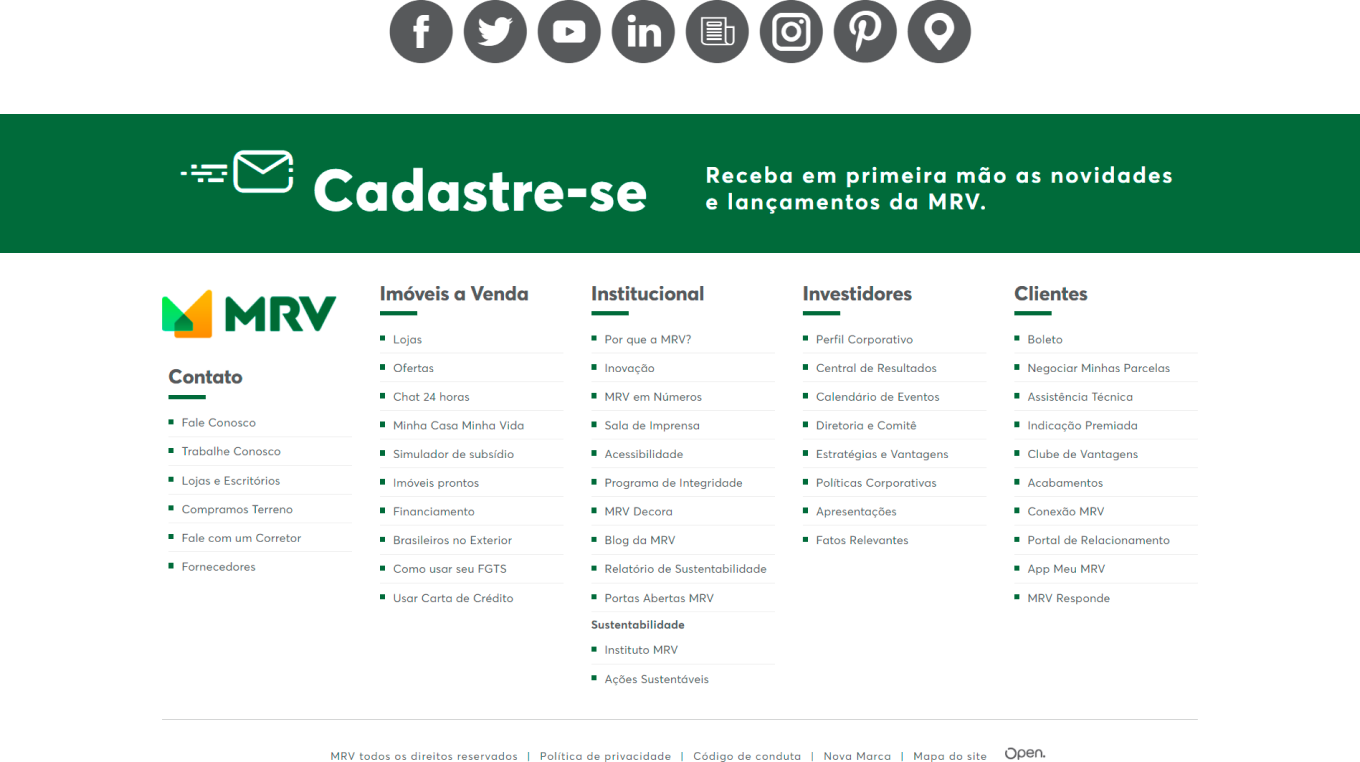 Cadastre-se
Receba em primeira mão as novidades
e lançamentos da MRV.
MRV
Contato
Fale Conosco
Trabalhe Conosco
Lojas e Escritórios
Compramos Terreno
Fale com um Corretor
Fornecedores
Imóveis a Venda
Lojas
Ofertas
Chat 24 horas
Minha Casa Minha Vida
Simulador de subsídio
Imóveis prontos
Financiamento
Brasileiros no Exterior
Como usar seu FGTS
Usar Carta de Crédito
Institucional
Por que a MRV?
Inovação
MRV em Números
Sala de Imprensa
Acessibilidade
Programa de Integridade
MRV Decora
Blog da MRV
Relatório de Sustentabilidade
Portas Abertas MRV
Sustentabilidade
Instituto MRV
Ações Sustentáveis
Investidores
Perfil Corporativo
Central de Resultados
Calendário de Eventos
Diretoria e Comitê
Estratégias e Vantagens
Políticas Corporativas
Apresentações
Fatos Relevantes
Clientes
Boleto
Negociar Minhas Parcelas
Assistência Técnica
Indicação Premiada
Clube de Vantagens
Acabamentos
Conexão MRV
Portal de Relacionamento
App Meu MRV
MRV Responde
MRV todos os direitos reservados | Política de privacidade | Código de conduta | Nova Marca | Mapa do site Open.